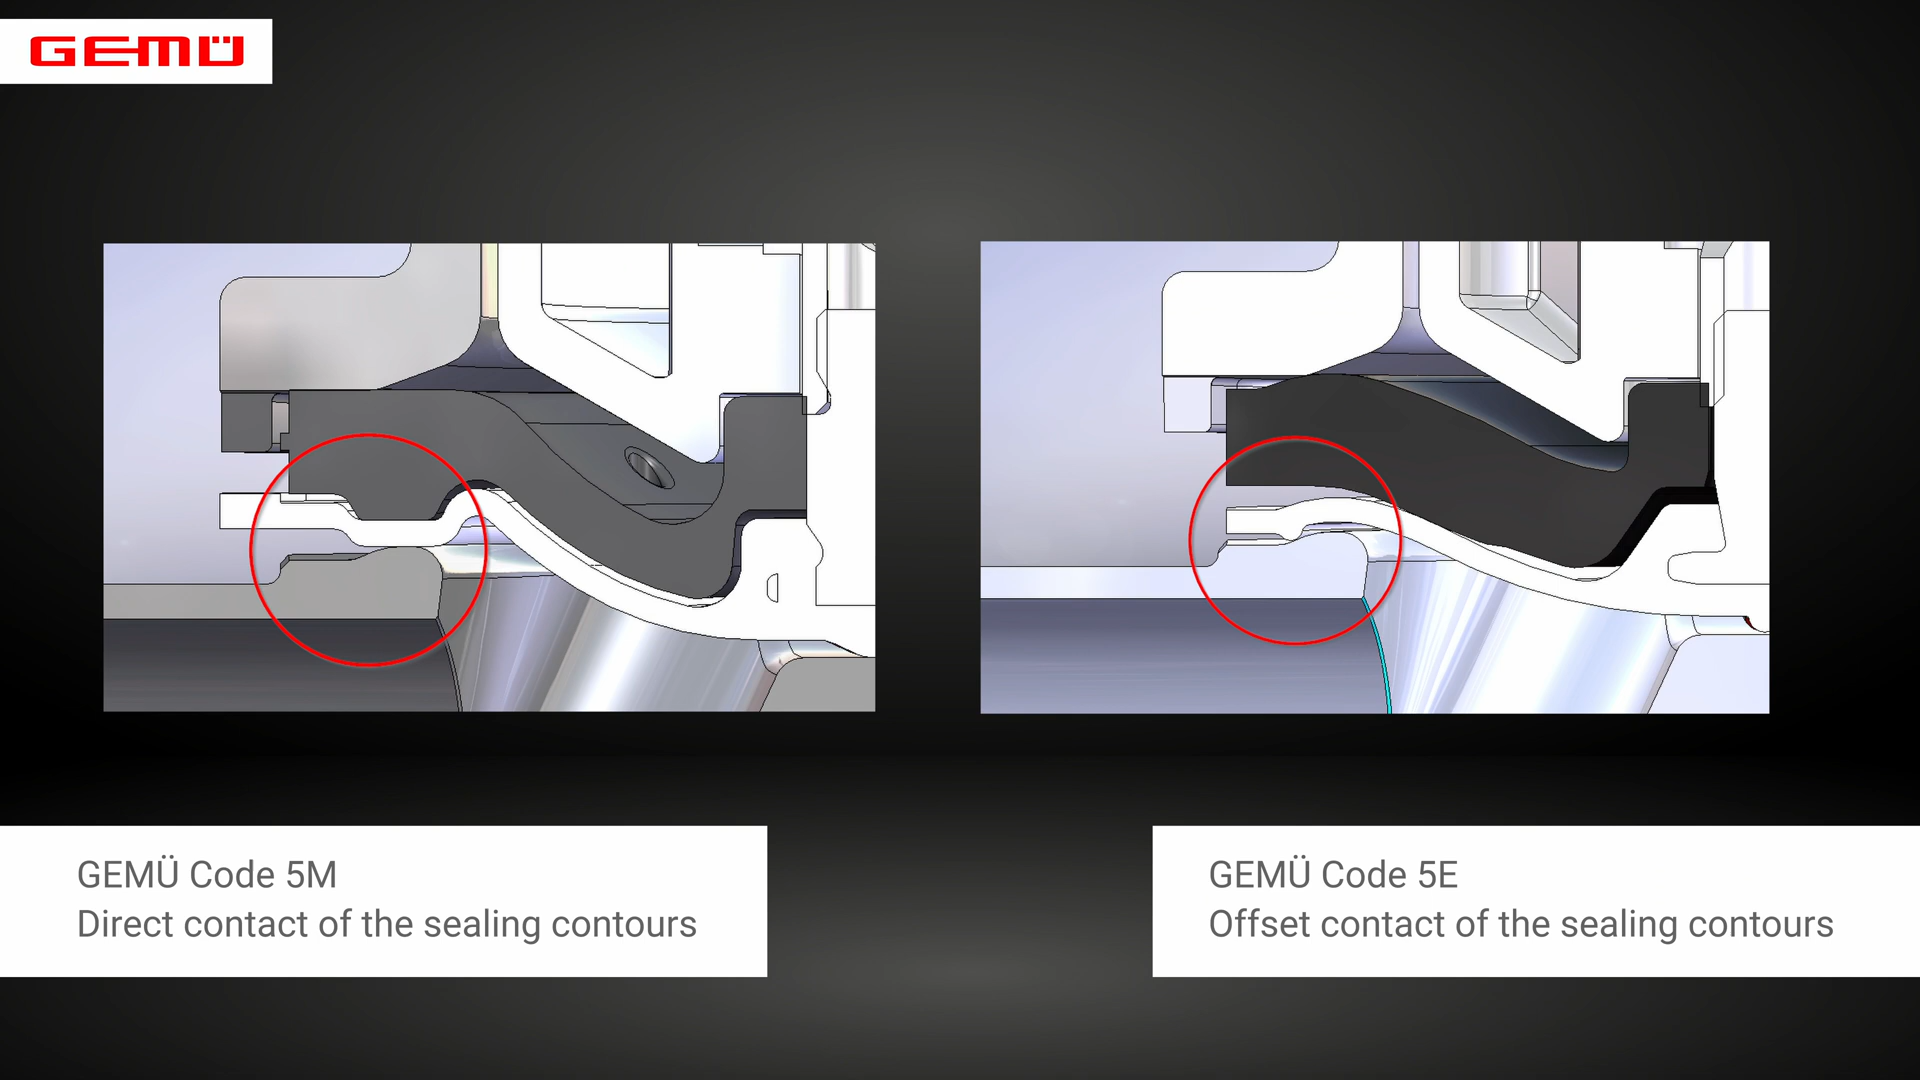 GEMÜ
GEMÜ Code 5M
Direct contact of the sealing contours
GEMÜ Code 5E
Offset contact of the sealing contours